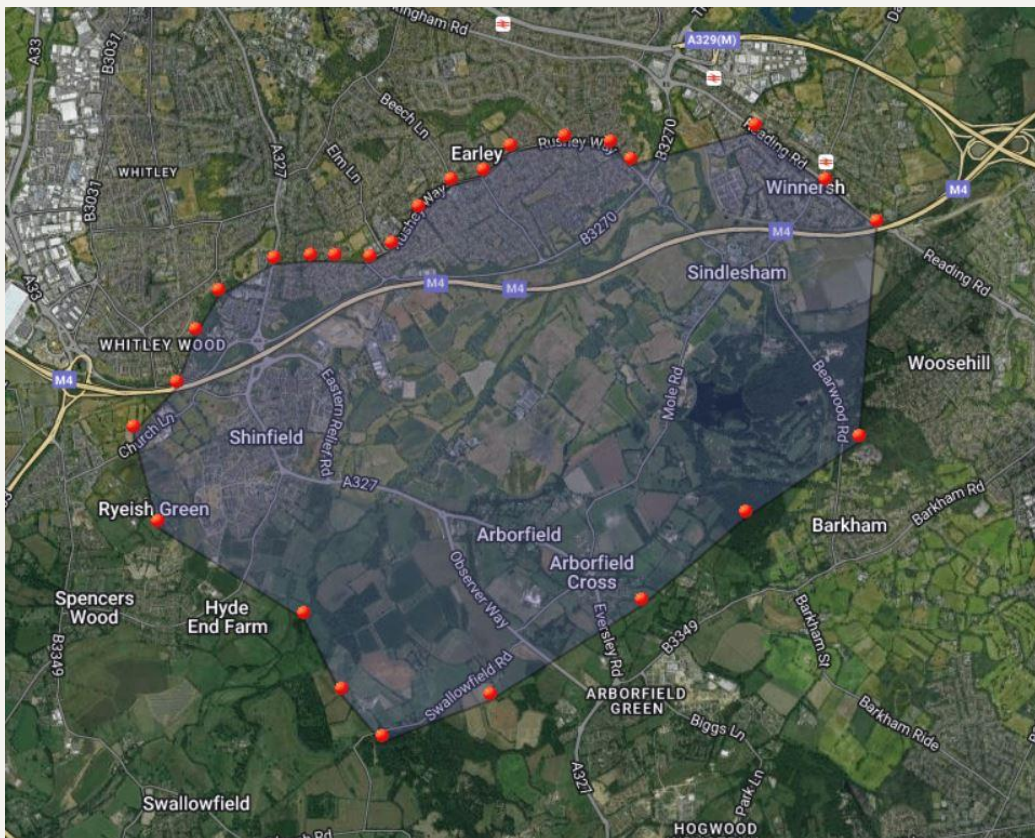 A33
B3031
kingham Rd
A329(M)
Beech Ln
Reading Rd
WHITLEY
A327
Elm Ln
Earley
Rushey Way
B3270
Winnersh
M4
B3031
Rushey Way
B3270
M4
Sindlesham
Reading Rd
A33
M4
M4
WHITLEY WOOD
M4
Woosehill
Eastern Relief Rd
Mole Rd
Bearwood Rd
Church Ln
Shinfield
A327
Ryeish Green
Arborfield
Barkham
Barkham Rd
Arborfield
Cross
Observer Way
Spencers
Wood
Hyde
End Farm
Eversley Rd
B3349
B3349
Barkham St
Swallowfield Rd
ARBORFIELD
GREEN
Biggs Ln
Barkham Ride
A327
Park Ln
Swallowfield
HOGWOOD